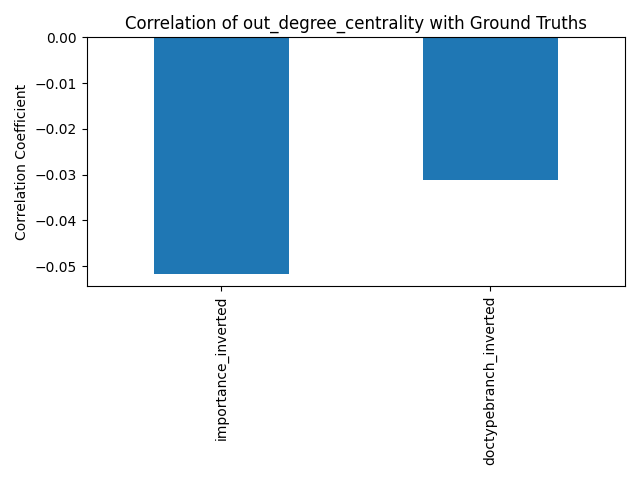 Correlation of out_degree_centrality with Ground Truths
Correlation Coefficient
0.00
−0.01
−0.02
−0.03
−0.04
−0.05
importance_inverted
doctypebranch_inverted